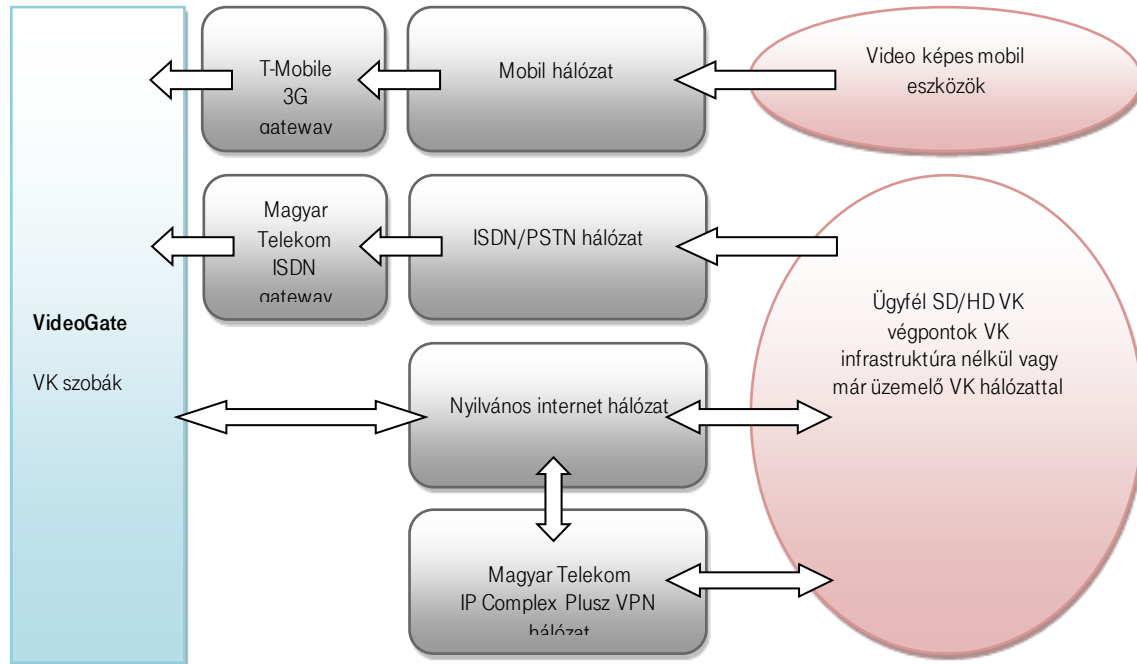 T-Mobile
3G
gateway
Mobil hálózat
Video képes mobil
eszközök
Magyar
Telekom
ISDN
gateway
ISDN/PSTN hálózat
VideoGate
VK szobák
Ügyfél SD/HD VK
végpontok VK
infrastruktúra nélkül vagy
már üzemelő VK hálózattal
Nyilvános internet hálózat
Magyar Telekom
IP Complex Plusz VPN
hálózat